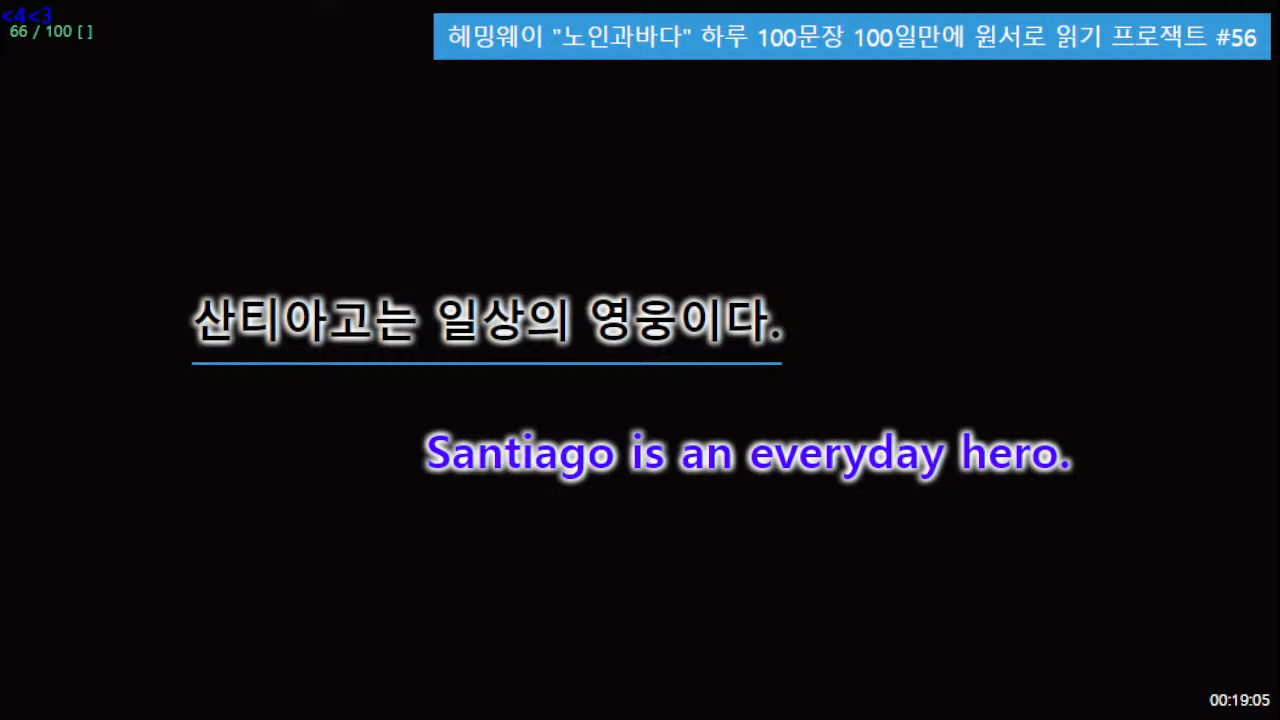 <4<3
66 / 100 [ ]
헤밍웨이 "노인과바다" 하루 100문장 100일만에 원서로 읽기 프로잭트 #56
산티아고는 일상의 영웅이다.
Santiago is an everyday hero.
00:19:05